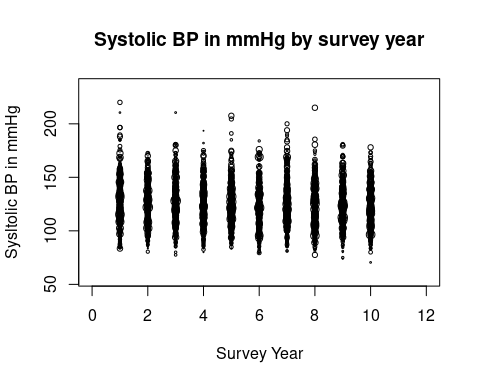 Systolic BP in mmHg by survey year
Sysltolic BP in mmHg
200
150
100
50
0 2 4 6 8 10 12
Survey Year